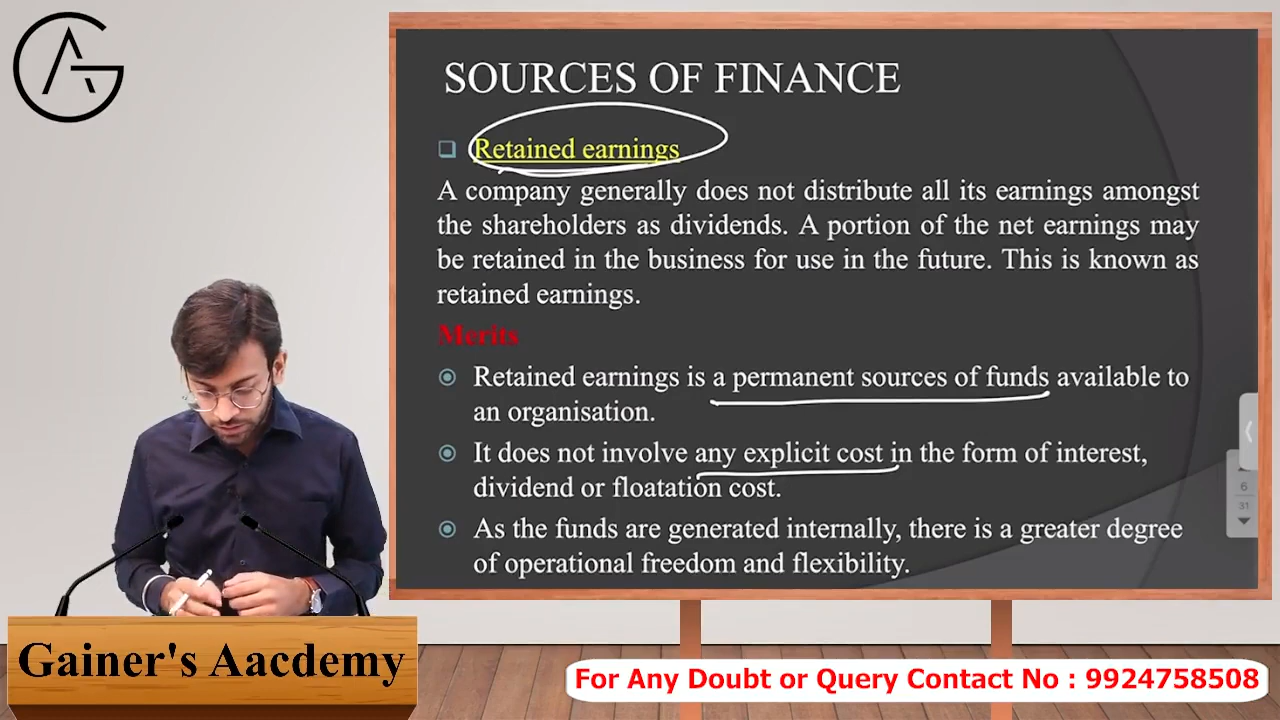 SOURCES OF FINANCE
❑ Retained earnings
A company generally does not distribute all its earnings amongst
the shareholders as dividends. A portion of the net earnings may
be retained in the business for use in the future. This is known as
retained earnings.
Merits
Retained earnings is a permanent sources of funds available to
an organisation.
It does not involve any explicit cost in the form of interest,
dividend or floatation cost.
As the funds are generated internally, there is a greater degree
of operational freedom and flexibility.
6
31
Gainer's Aacdemy
For Any Doubt or Query Contact No : 9924758508